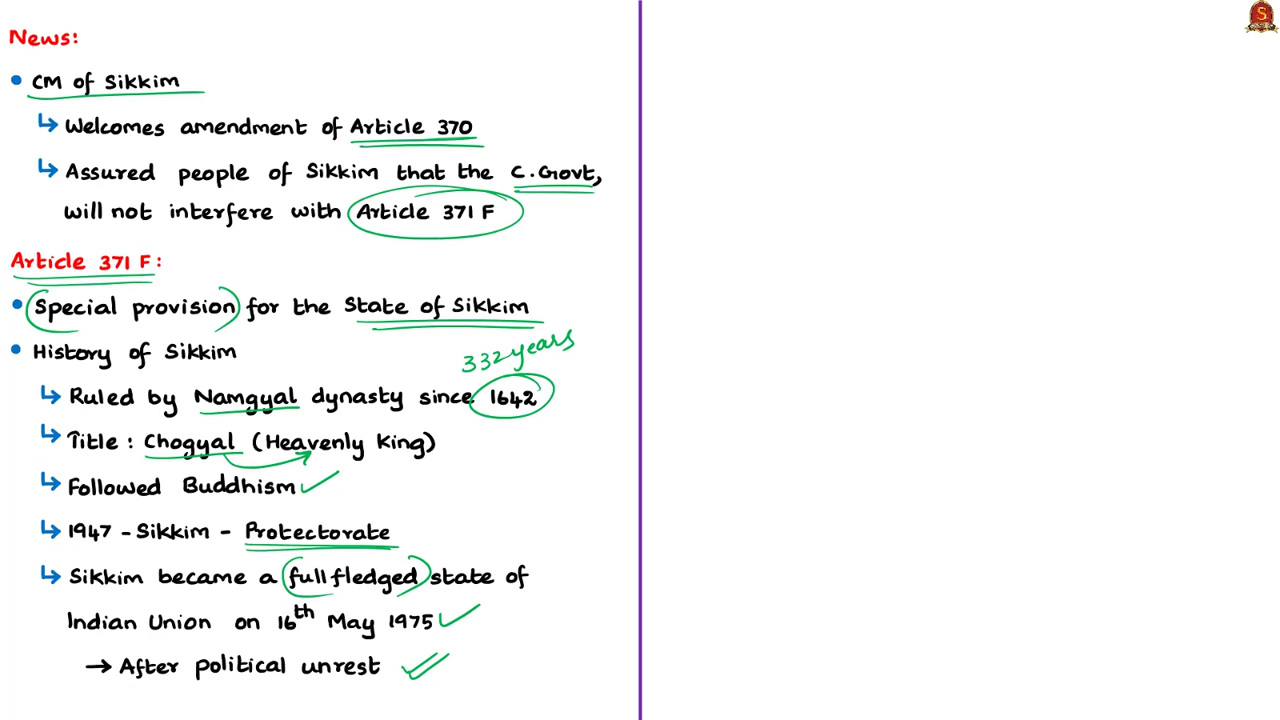 News:
• CM of Sikkim
↳ Welcomes amendment of Article 370
↳ Assured people of Sikkim that the C.Govt,
will not interfere with Article 371 F
Article 371 F:
• Special provision for the State of Sikkim
• History of Sikkim
332 years
↳ Ruled by Namgyal dynasty since 1642
↳ Title : Chogyal (Heavenly King)
↳ Followed Buddhism
↳ 1947 - Sikkim - Protectorate
↳ Sikkim became a full fledged state of
Indian Union on 16th May 1975
→ After political unrest
S